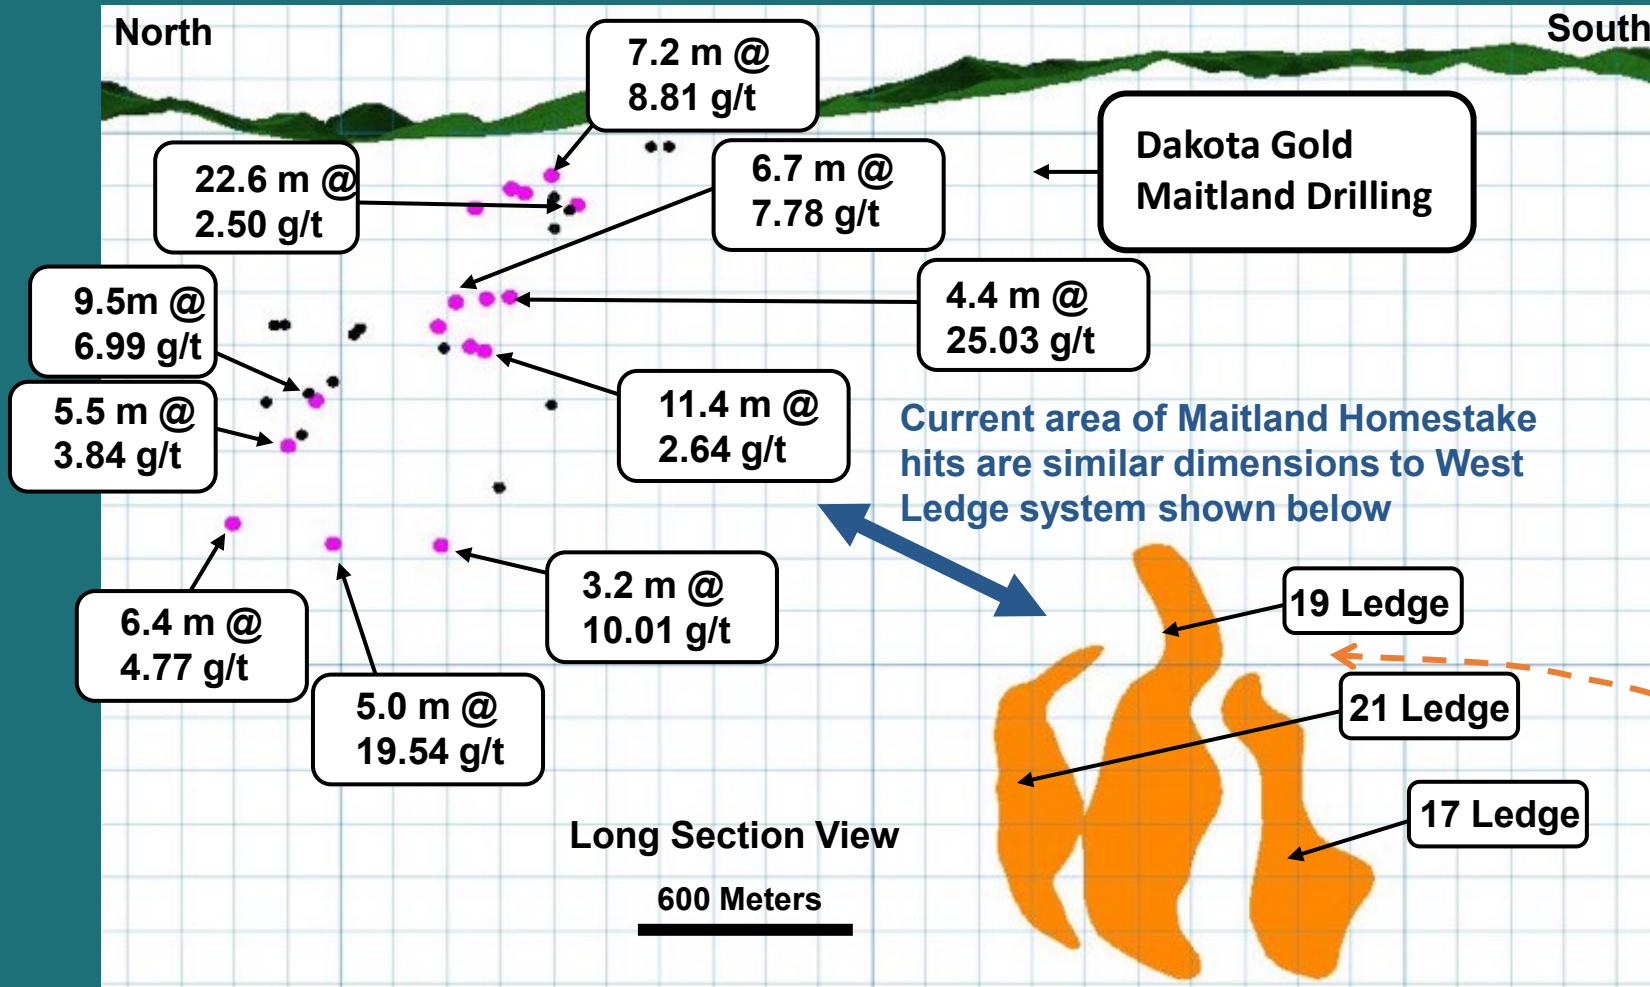 North
South
7.2 m @
8.81 g/t
22.6 m @
2.50 g/t
6.7 m @
7.78 g/t
Dakota Gold
Maitland Drilling
9.5m @
6.99 g/t
4.4 m @
25.03 g/t
5.5 m @
3.84 g/t
11.4 m @
2.64 g/t
Current area of Maitland Homestake
hits are similar dimensions to West
Ledge system shown below
3.2 m @
10.01 g/t
6.4 m @
4.77 g/t
5.0 m @
19.54 g/t
19 Ledge
21 Ledge
17 Ledge
Long Section View
600 Meters